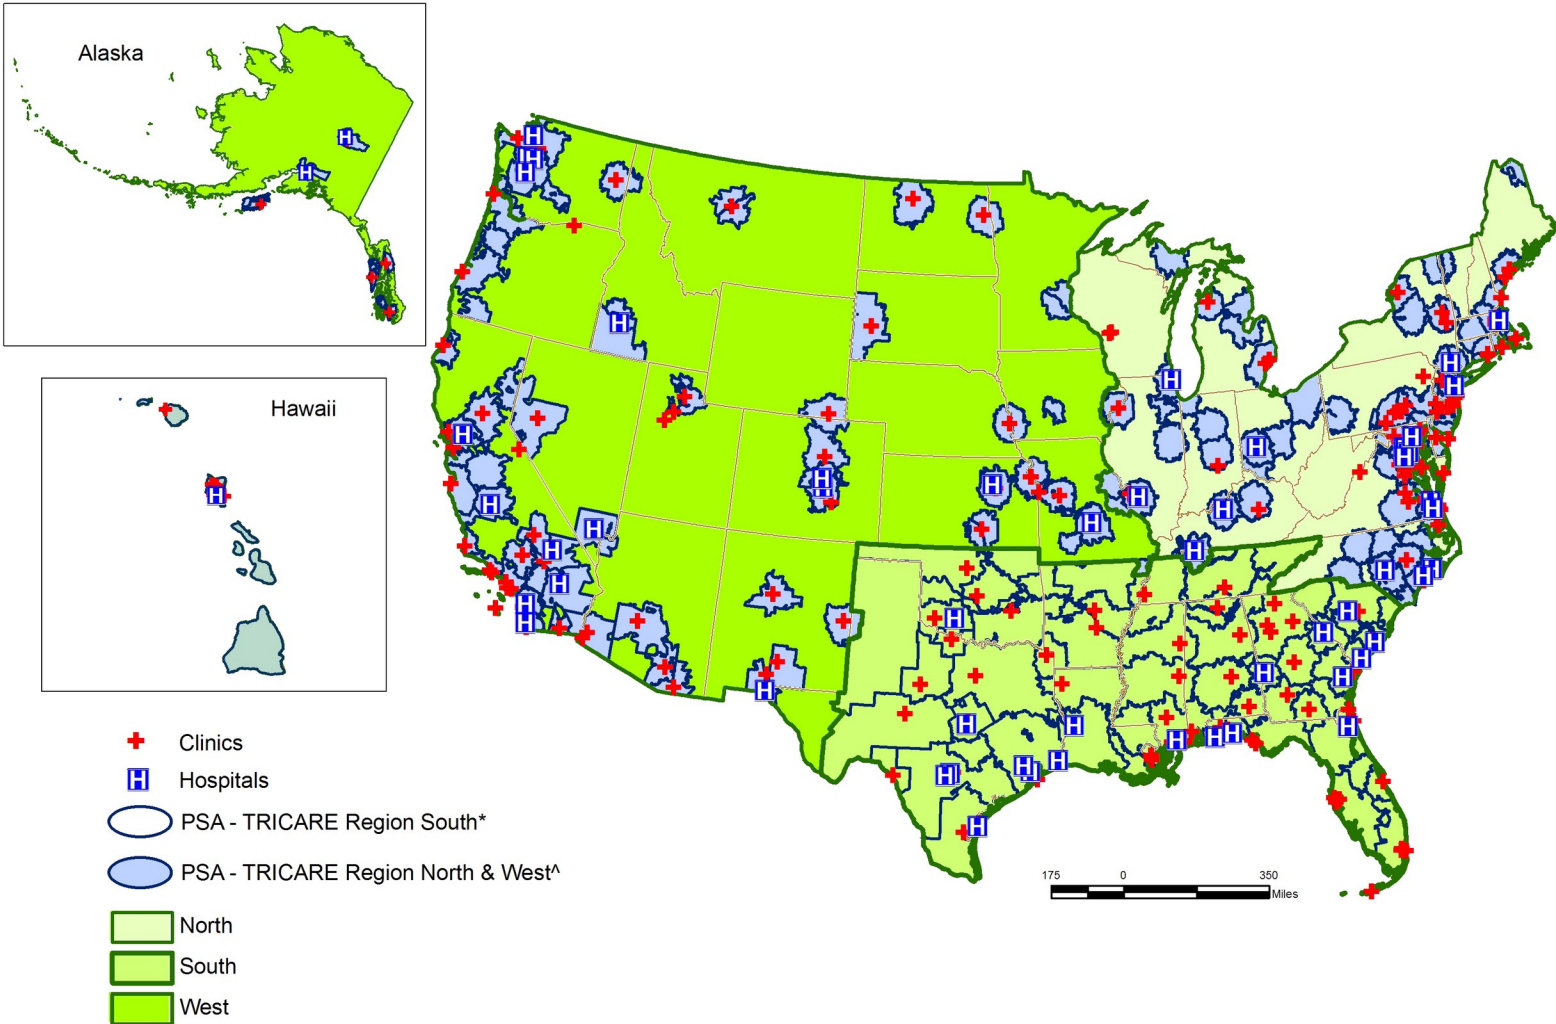 Alaska
Hawaii
Clinics
H Hospitals
PSA - TRICARE Region South*
PSA - TRICARE Region North & West^
North
South
West
175 0 350
Miles